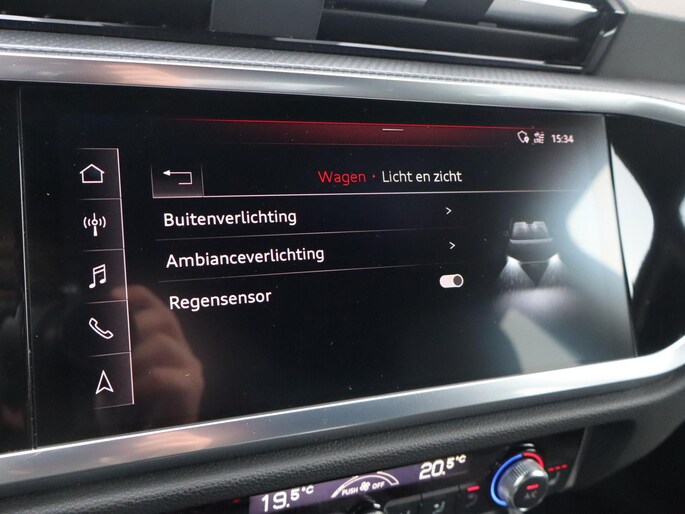 15:34
Wagen · Licht en zicht
Buitenverlichting
Ambianceverlichting
Regensensor
19.5°C PUSH OFF 20.5°C
A/C